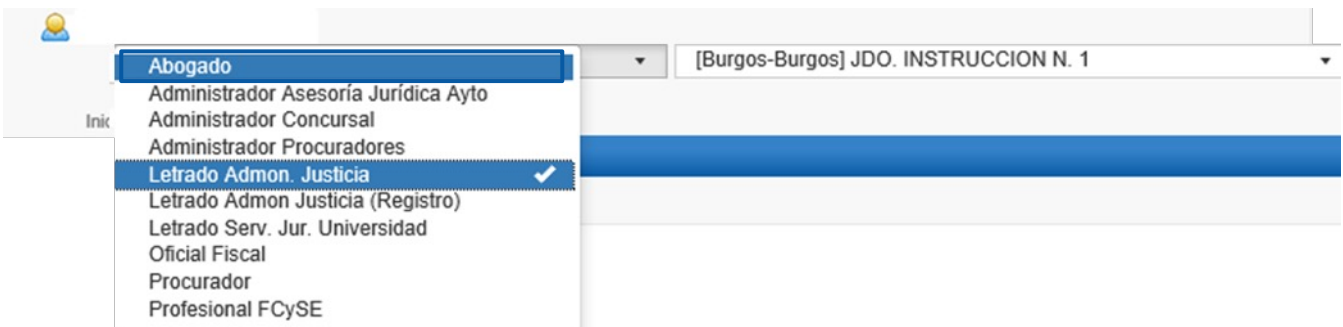 [Burgos-Burgos] JDO. INSTRUCCION N. 1
Abogado
Administrador Asesoría Jurídica Ayto
Inic
Administrador Concursal
Administrador Procuradores
Letrado Admon. Justicia
Letrado Admon Justicia (Registro)
Letrado Serv. Jur. Universidad
Oficial Fiscal
Procurador
Profesional FCySE